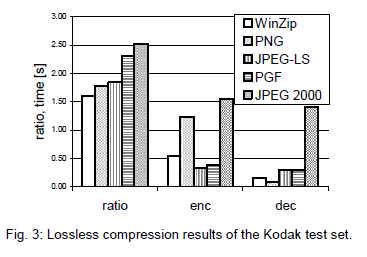 3.00
2.50
2.00
1.50
1.00
0.50
0.00
ratio, time [s]
WinZip
PNG
JPEG-LS
PGF
JPEG 2000
ratio enc dec
Fig. 3: Lossless compression results of the Kodak test set.